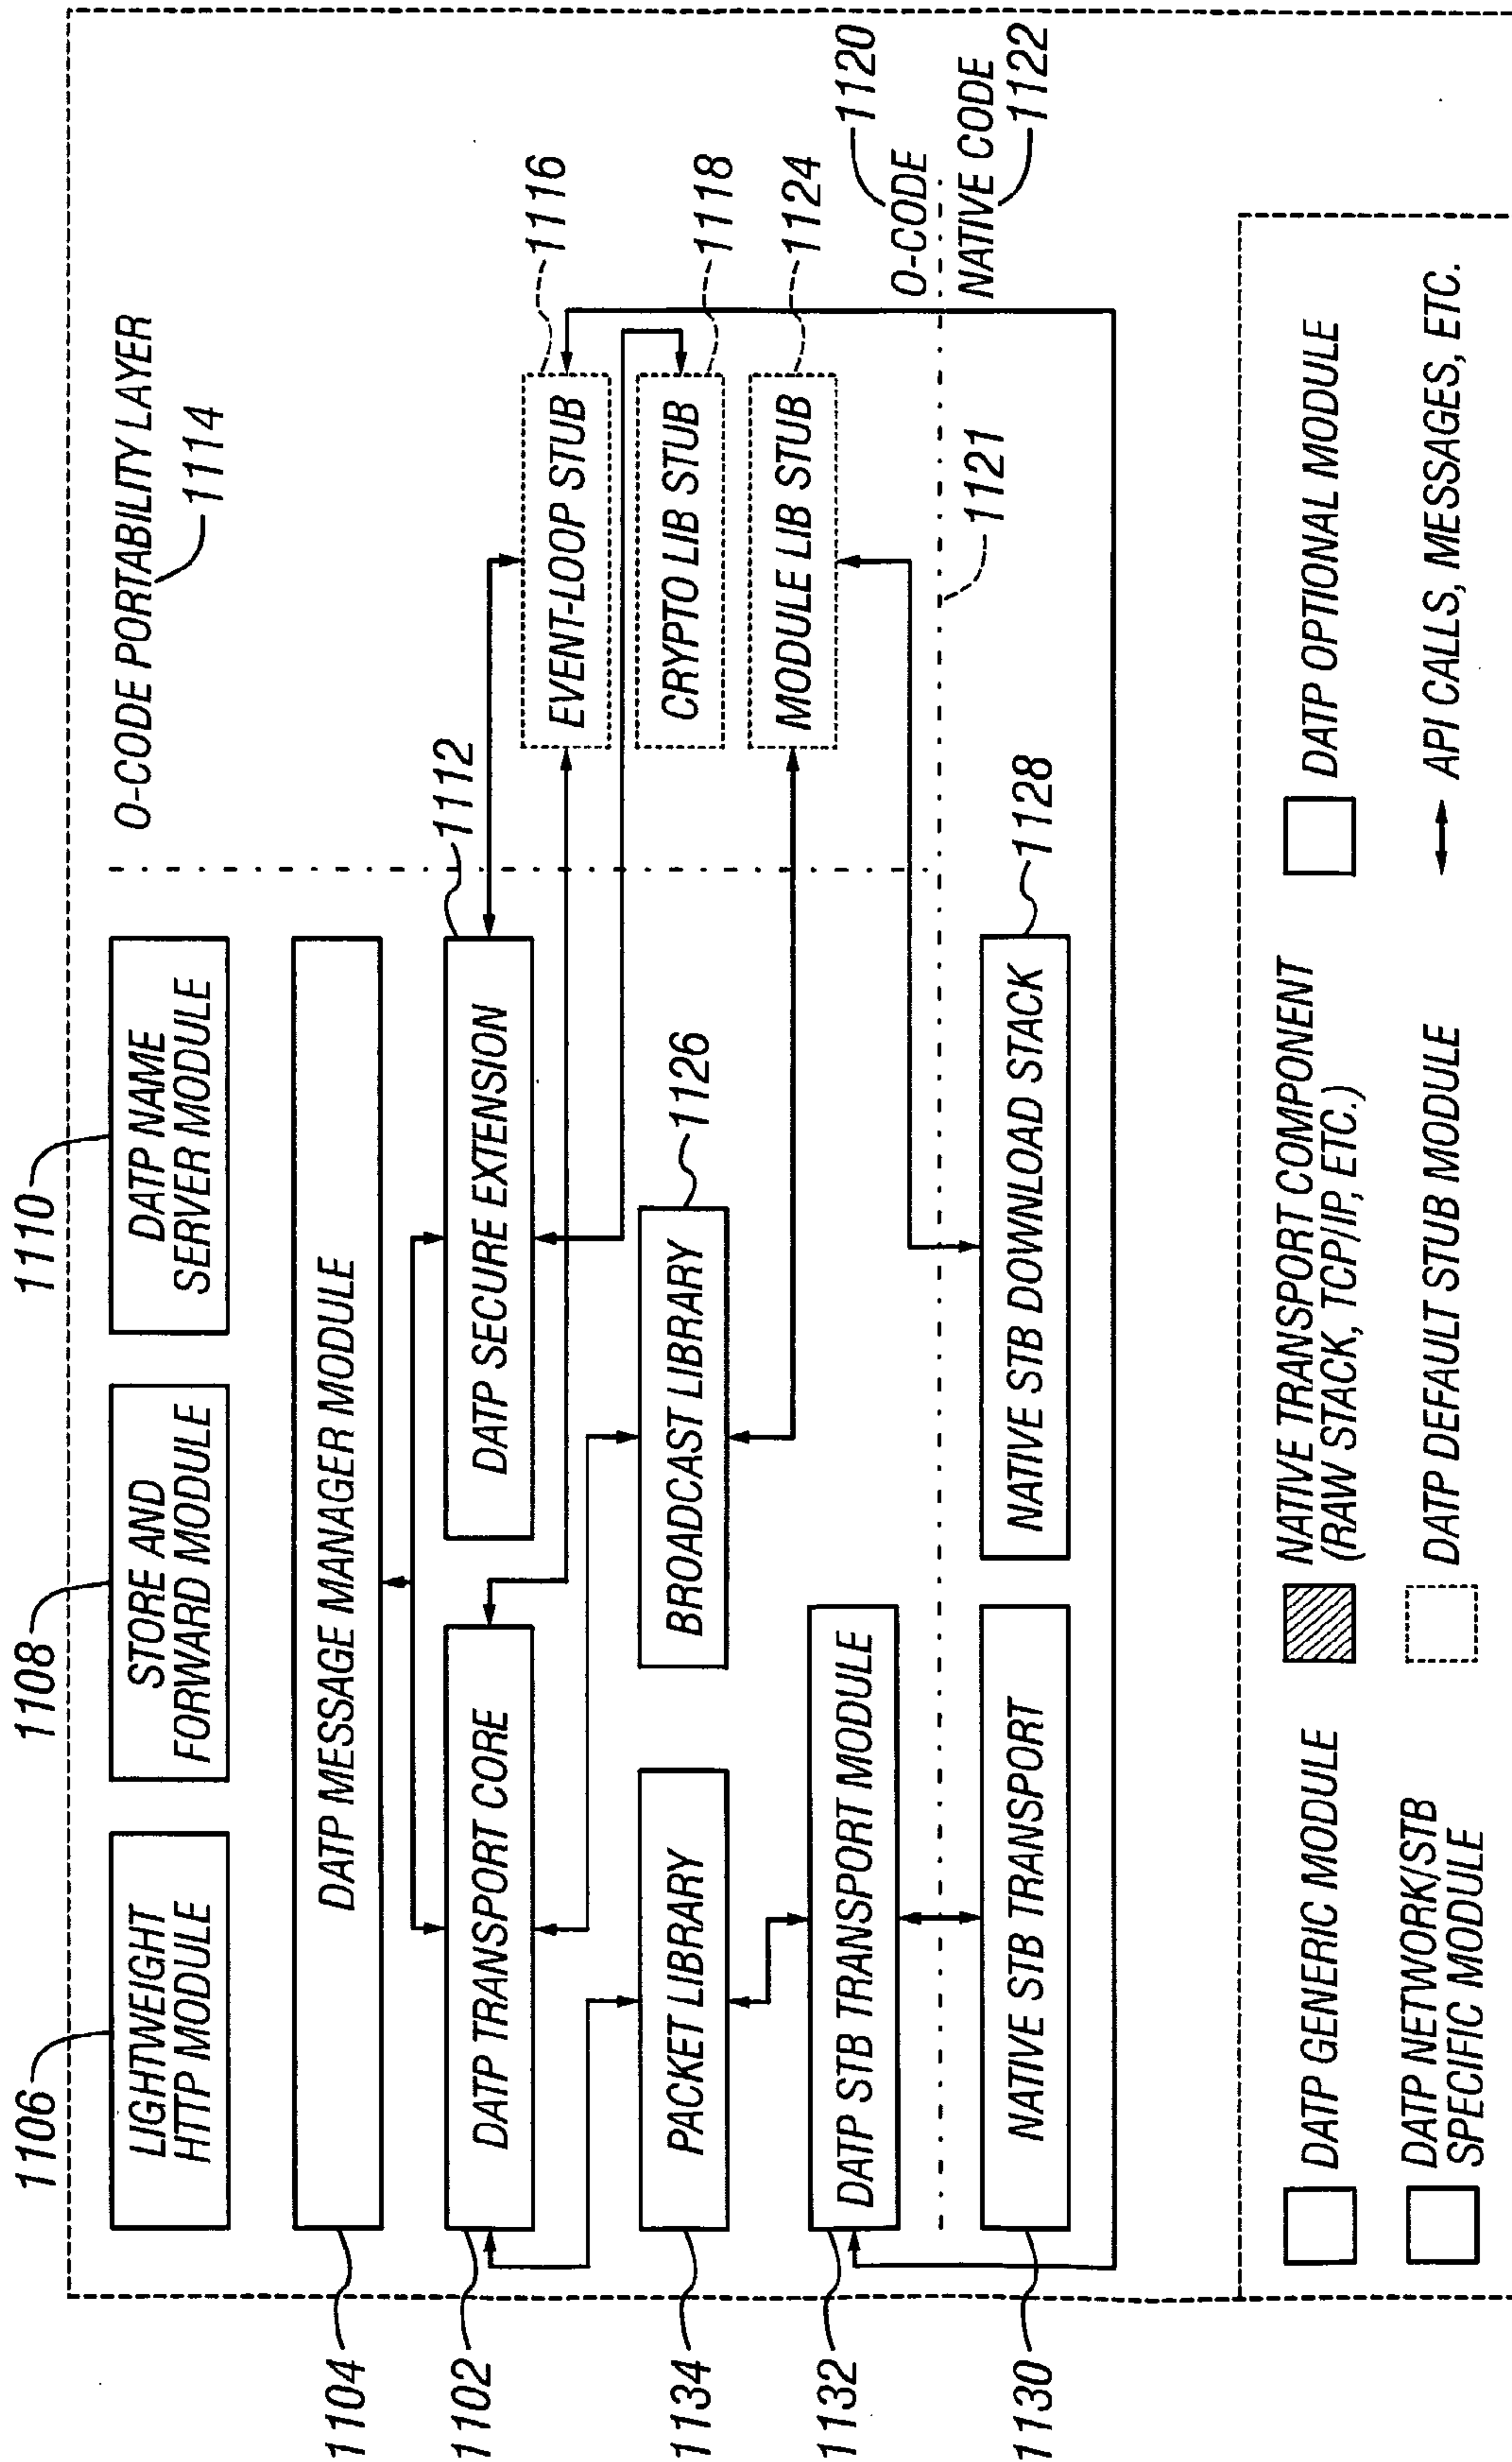 1106
1108
1110
LIGHTWEIGHT
HTTP MODULE
STORE AND
FORWARD MODULE
DATP NAME
SERVER MODULE
O-CODE PORTABILITY LAYER
1114
1104
DATP MESSAGE MANAGER MODULE
1112
1102
DATP TRANSPORT CORE
DATP SECURE EXTENSION
EVENT-LOOP STUB
1116
1126
1134
PACKET LIBRARY
BROADCAST LIBRARY
CRYPTO LIB STUB
1118
MODULE LIB STUB
1124
1132
DATP STB TRANSPORT MODULE
O-CODE
1120
1121
NATIVE CODE
1122
1128
1130
NATIVE STB TRANSPORT
NATIVE STB DOWNLOAD STACK
DATP GENERIC MODULE
NATIVE TRANSPORT COMPONENT
(RAW STACK, TCP/IP, ETC.)
DATP OPTIONAL MODULE
DATP NETWORK/STB
SPECIFIC MODULE
DATP DEFAULT STUB MODULE
API CALLS, MESSAGES, ETC.